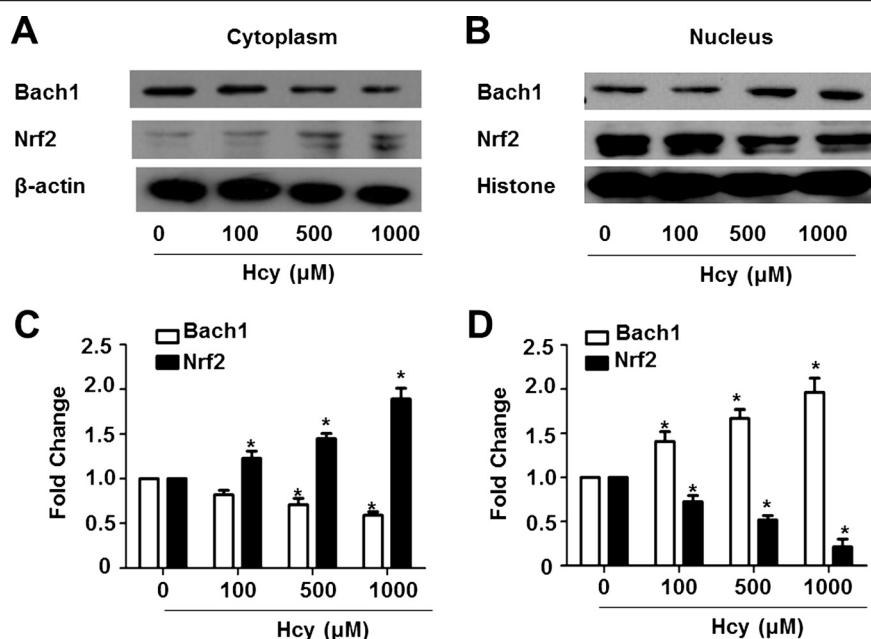 A
Cytoplasm
Bach1
Nrf2
β-actin
0 100 500 1000
Hcy (μM)
B
Nucleus
Bach1
Nrf2
Histone
0 100 500 1000
Hcy (μM)
C
Bach1
Nrf2
Fold Change
2.5
2.0
1.5
1.0
0.5
0
* * * * *
0 100 500 1000
Hcy (μM)
D
Bach1
Nrf2
Fold Change
2.5
2.0
1.5
1.0
0.5
0
* * * * * *
0 100 500 1000
Hcy (μM)